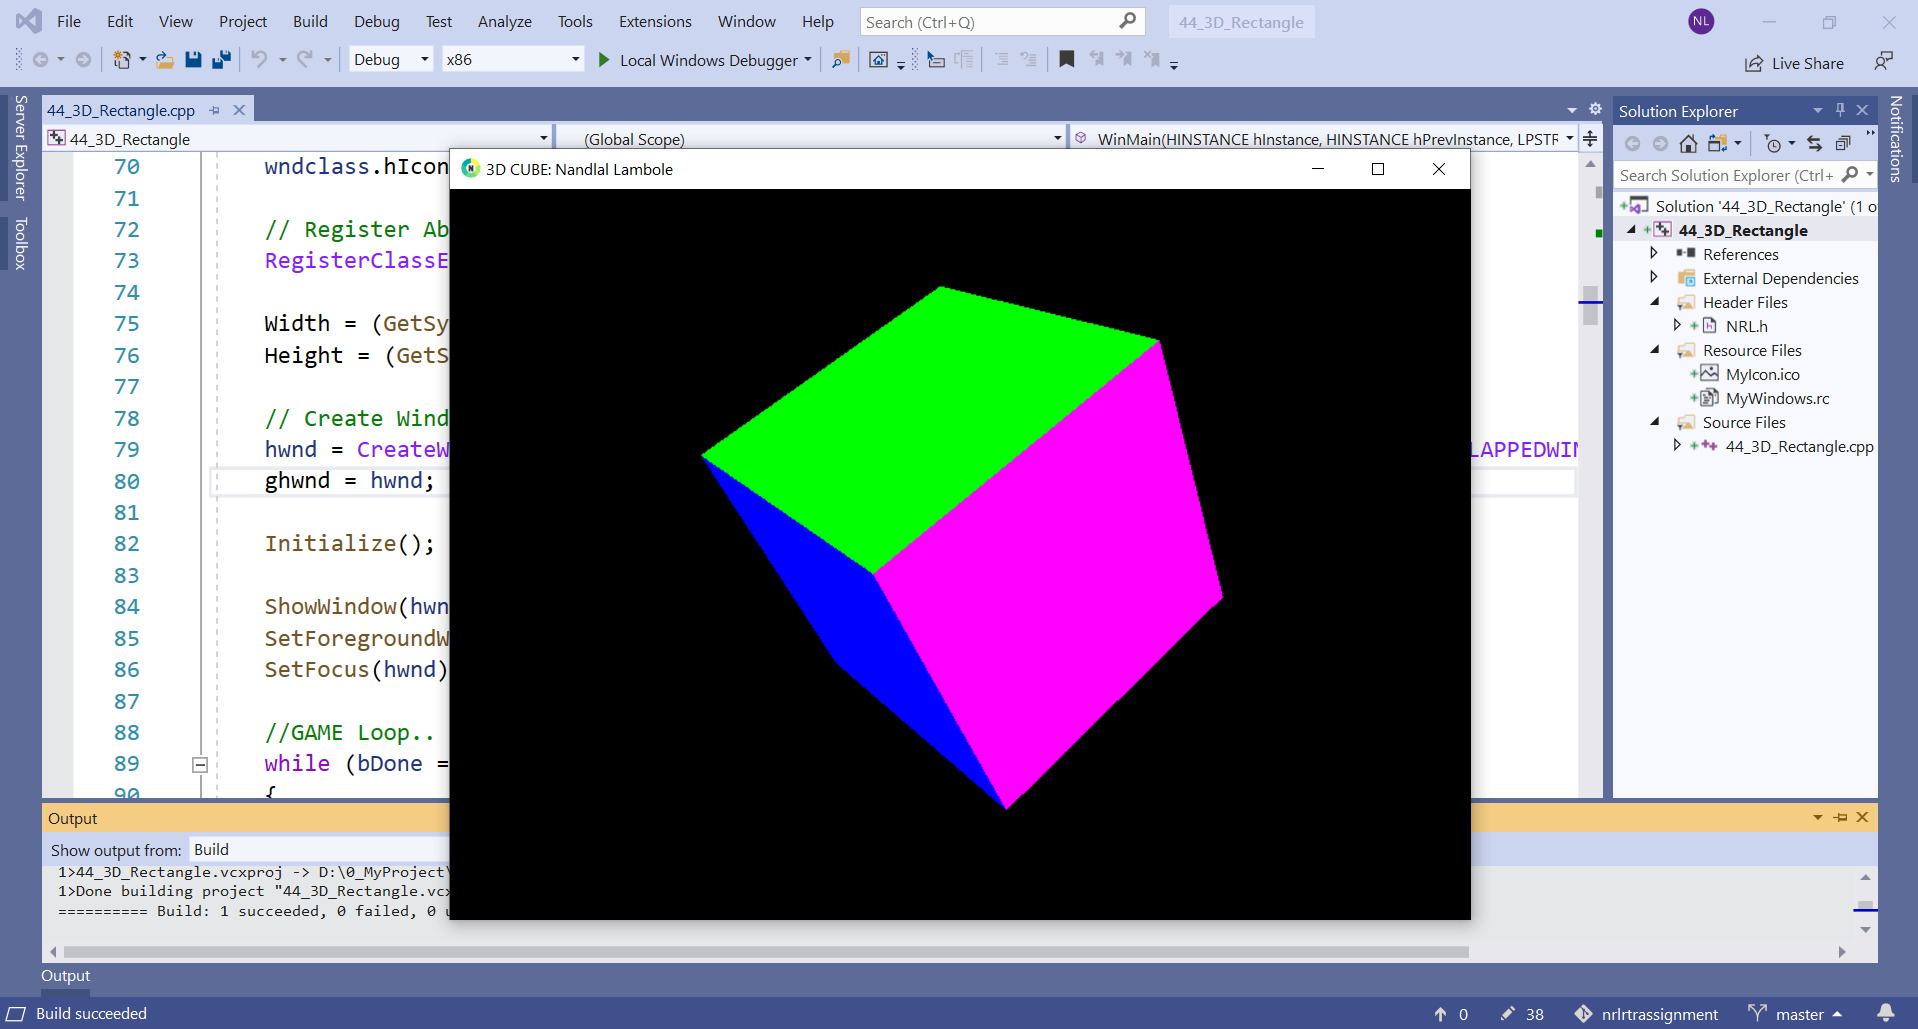 File Edit View Project Build Debug Test Analyze Tools Extensions Window Help Search (Ctrl+Q) 44_3D_Rectangle NL
Debug x86 Local Windows Debugger Live Share
Server Explorer
Toolbox
44_3D_Rectangle.cpp
44_3D_Rectangle (Global Scope) WinMain(HINSTANCE hInstance, HINSTANCE hPrevInstance, LPSTR
3D CUBE: Nandlal Lambole
70 wndclass.hIcon
71
72 // Register Ab
73 RegisterClassE
74
75 Width = (GetSy
76 Height = (GetS
77
78 // Create Wind
79 hwnd = CreateW LAPPEDWIN
80 ghwnd = hwnd;
81
82 Initialize();
83
84 ShowWindow(hwn
85 SetForegroundW
86 SetFocus(hwnd)
87
88 //GAME Loop..
89 while (bDone =
90 {
Solution Explorer
Search Solution Explorer (Ctrl+
Solution '44_3D_Rectangle' (1 o
44_3D_Rectangle
References
External Dependencies
Header Files
NRL.h
Resource Files
MyIcon.ico
MyWindows.rc
Source Files
44_3D_Rectangle.cpp
Notifications
Output
Show output from: Build
1>44_3D_Rectangle.vcxproj -> D:\0_MyProject\
1>Done building project "44_3D_Rectangle.vcx
========== Build: 1 succeeded, 0 failed, 0 u
Output
Build succeeded 0 38 nrlrtrassignment master